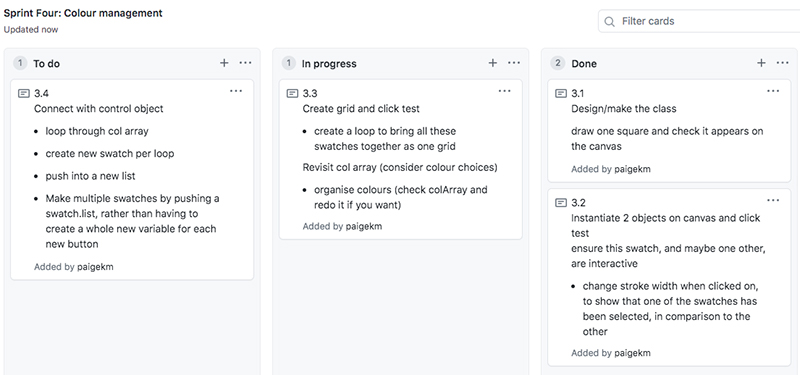 Sprint Four: Colour management
Updated now
Filter cards
1 To do
3.4
Connect with control object
• loop through col array
• create new swatch per loop
• push into a new list
• Make multiple swatches by pushing a
swatch.list, rather than having to
create a whole new variable for each
new button
Added by paigekm
1 In progress
3.3
Create grid and click test
• create a loop to bring all these
swatches together as one grid
Revisit col array (consider colour choices)
• organise colours (check colArray and
redo it if you want)
Added by paigekm
2 Done
3.1
Design/make the class
draw one square and check it appears on
the canvas
Added by paigekm
3.2
Instantiate 2 objects on canvas and click
test
ensure this swatch, and maybe one other,
are interactive
• change stroke width when clicked on,
to show that one of the swatches has
been selected, in comparison to the
other
Added by paigekm